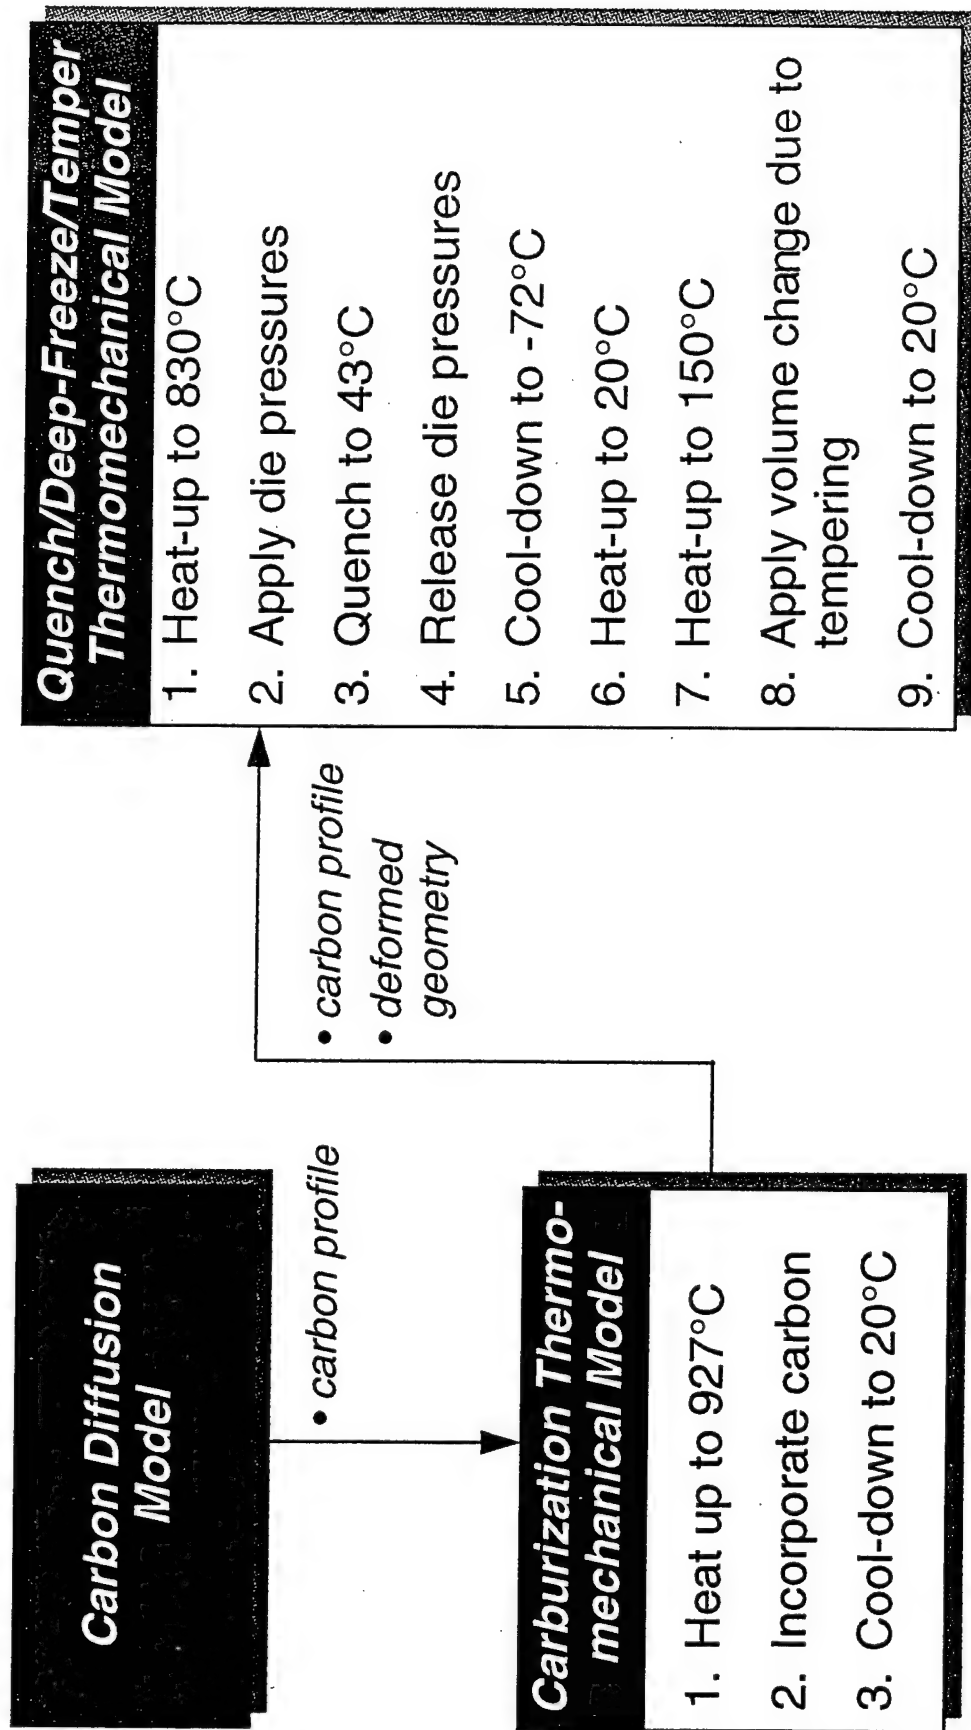 Carbon Diffusion
Model
• carbon profile
Carburization Thermo-
mechanical Model
1. Heat up to 927°C
2. Incorporate carbon
3. Cool-down to 20°C
• carbon profile
• deformed
geometry
Quench/Deep-Freeze/Temper
Thermomechanical Model
1. Heat-up to 830°C
2. Apply die pressures
3. Quench to 43°C
4. Release die pressures
5. Cool-down to -72°C
6. Heat-up to 20°C
7. Heat-up to 150°C
8. Apply volume change due to
tempering
9. Cool-down to 20°C